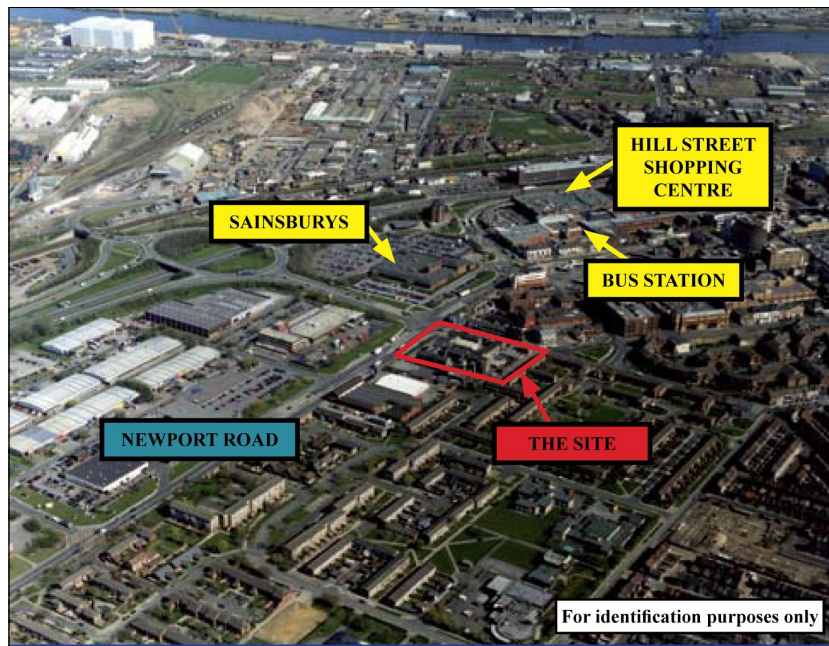 HILL STREET
SHOPPING
CENTRE
SAINSBURYS
BUS STATION
NEWPORT ROAD
THE SITE
For identification purposes only